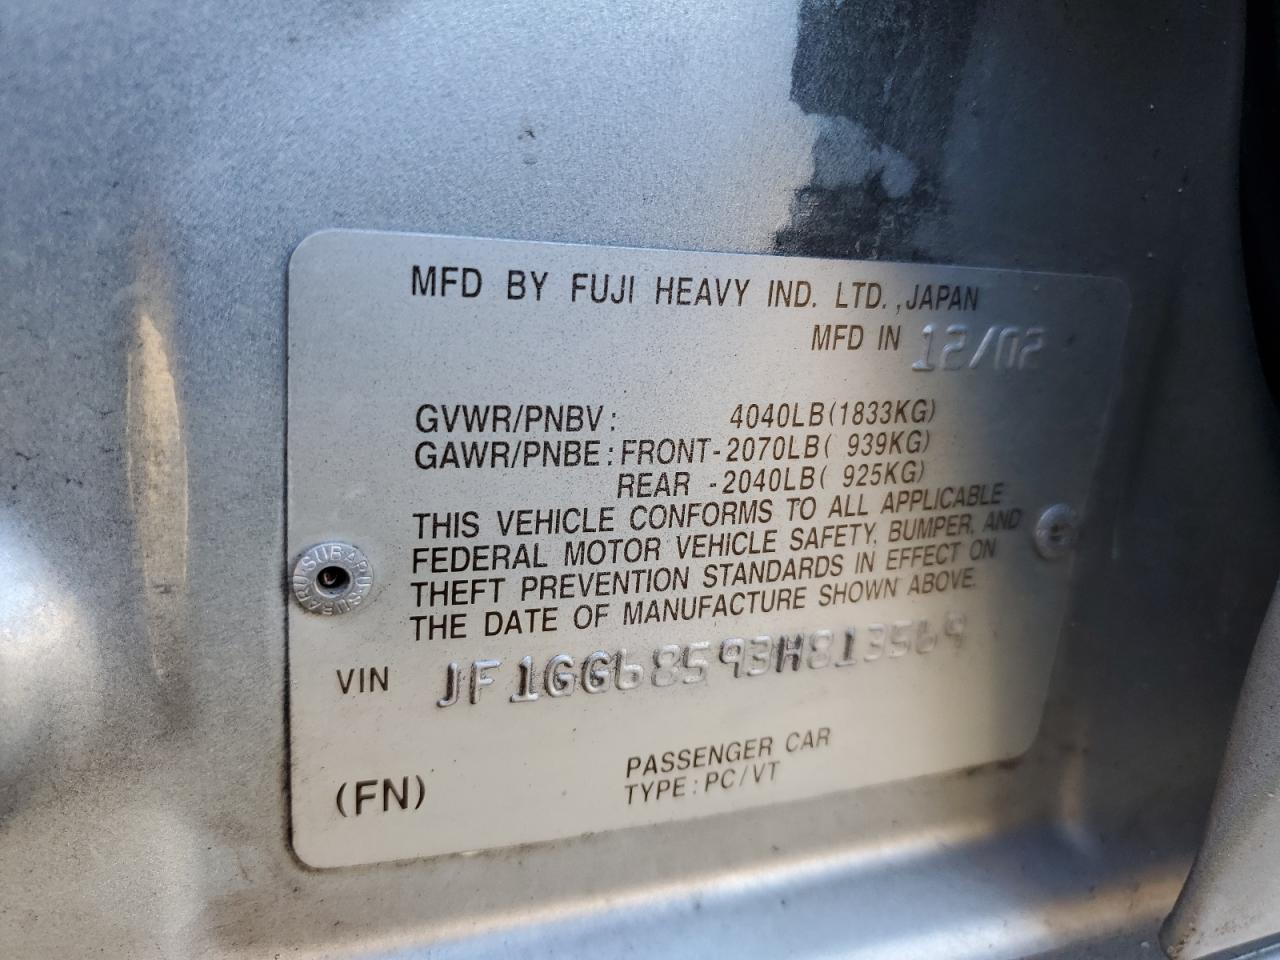 MFD BY FUJI HEAVY IND. LTD.,JAPAN
MFD IN 12/02
GVWR/PNBV: 4040LB(1833KG)
GAWR/PNBE:FRONT-2070LB( 939KG)
REAR -2040LB( 925KG)
THIS VEHICLE CONFORMS TO ALL APPLICABLE
FEDERAL MOTOR VEHICLE SAFETY, BUMPER, AND
THEFT PREVENTION STANDARDS IN EFFECT ON
THE DATE OF MANUFACTURE SHOWN ABOVE.
SUBARU SUBARU
VIN JF1GG68593H813569
PASSENGER CAR
(FN) TYPE:PC/VT